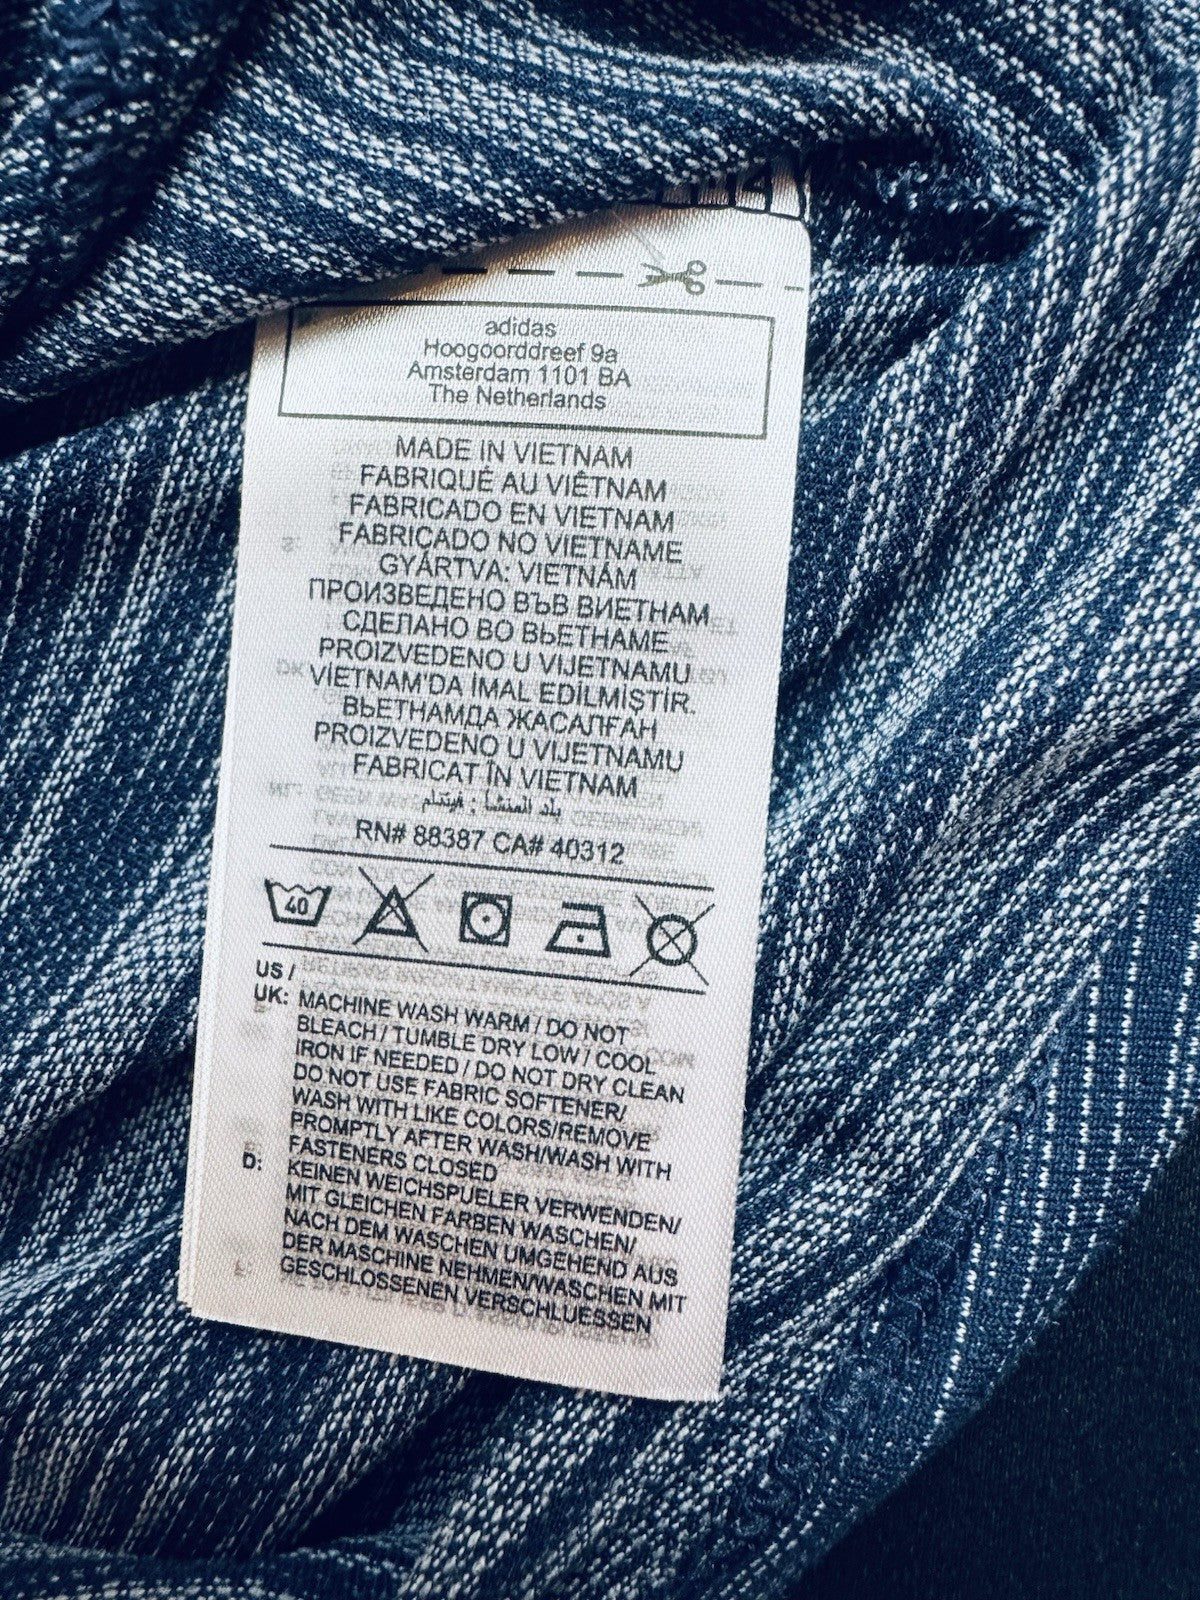 adidas
Hoogoorddreef 9a
Amsterdam 1101 BA
The Netherlands
MADE IN VIETNAM
FABRIQUÉ AU VIÊTNAM
FABRICADO EN VIETNAM
FABRICADO NO VIETNAME
GYÁRTVA: VIETNÁM
ПРОИЗВЕДЕНО ВЪВ ВИЕТНАМ
СДЕЛАНО ВО ВЬЕТНАМЕ
PROIZVEDENO U VIJETNAMU
VİETNAM'DA İMAL EDİLMİŞTİR.
ВЬЕТНАМДА ЖАСАЛҒАН
PROIZVEDENO U VIJETNAMU
FABRICAT ÎN VIETNAM
بلد المنشأ : فيتنام
RN# 88387 CA# 40312
40
US /
UK: MACHINE WASH WARM / DO NOT
BLEACH / TUMBLE DRY LOW / COOL
IRON IF NEEDED / DO NOT DRY CLEAN
DO NOT USE FABRIC SOFTENER/
WASH WITH LIKE COLORS/REMOVE
PROMPTLY AFTER WASH/WASH WITH
FASTENERS CLOSED
D: KEINEN WEICHSPUELER VERWENDEN/
MIT GLEICHEN FARBEN WASCHEN/
NACH DEM WASCHEN UMGEHEND AUS
DER MASCHINE NEHMEN/WASCHEN MIT
GESCHLOSSENEN VERSCHLUESSEN